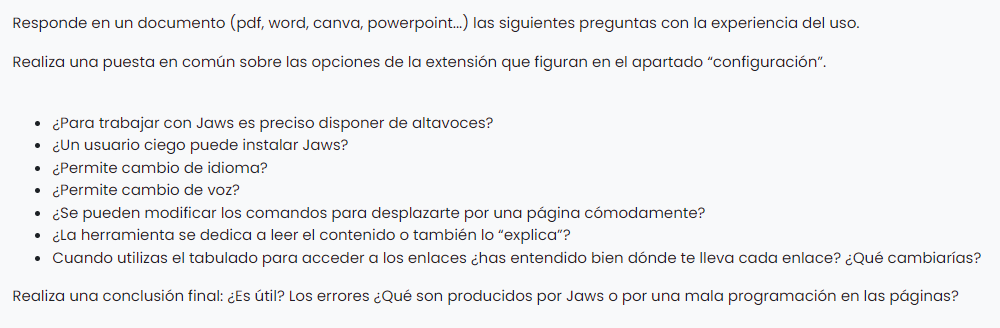 Responde en un documento (pdf, word, canva, powerpoint...) las siguientes preguntas con la experiencia del uso.
Realiza una puesta en común sobre las opciones de la extensión que figuran en el apartado “configuración”.
• ¿Para trabajar con Jaws es preciso disponer de altavoces?
• ¿Un usuario ciego puede instalar Jaws?
• ¿Permite cambio de idioma?
• ¿Permite cambio de voz?
• ¿Se pueden modificar los comandos para desplazarte por una página cómodamente?
• ¿La herramienta se dedica a leer el contenido o también lo “explica”?
• Cuando utilizas el tabulado para acceder a los enlaces ¿has entendido bien dónde te lleva cada enlace? ¿Qué cambiarías?
Realiza una conclusión final: ¿Es útil? Los errores ¿Qué son producidos por Jaws o por una mala programación en las páginas?